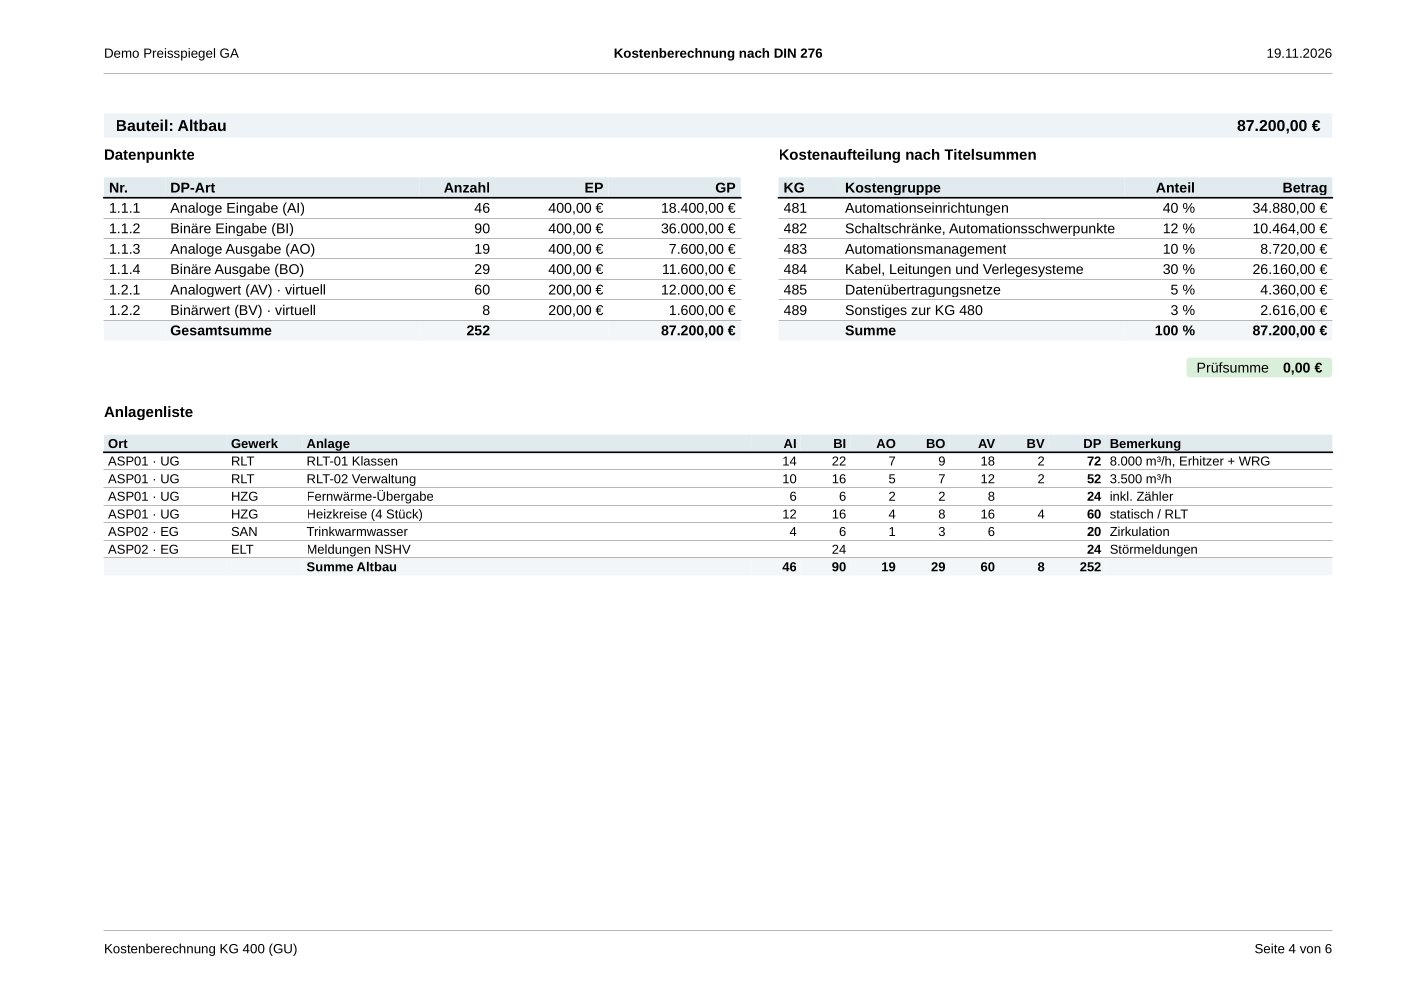 Demo Preisspiegel GA Kostenberechnung nach DIN 276 19.11.2026
Bauteil: Altbau 87.200,00 €
Datenpunkte
Nr. DP-Art Anzahl EP GP
1.1.1 Analoge Eingabe (AI) 46 400,00 € 18.400,00 €
1.1.2 Binäre Eingabe (BI) 90 400,00 € 36.000,00 €
1.1.3 Analoge Ausgabe (AO) 19 400,00 € 7.600,00 €
1.1.4 Binäre Ausgabe (BO) 29 400,00 € 11.600,00 €
1.2.1 Analogwert (AV) · virtuell 60 200,00 € 12.000,00 €
1.2.2 Binärwert (BV) · virtuell 8 200,00 € 1.600,00 €
Gesamtsumme 252 87.200,00 €
Kostenaufteilung nach Titelsummen
KG Kostengruppe Anteil Betrag
481 Automationseinrichtungen 40 % 34.880,00 €
482 Schaltschränke, Automationsschwerpunkte 12 % 10.464,00 €
483 Automationsmanagement 10 % 8.720,00 €
484 Kabel, Leitungen und Verlegesysteme 30 % 26.160,00 €
485 Datenübertragungsnetze 5 % 4.360,00 €
489 Sonstiges zur KG 480 3 % 2.616,00 €
Summe 100 % 87.200,00 €
Prüfsumme 0,00 €
Anlagenliste
Ort Gewerk Anlage AI BI AO BO AV BV DP Bemerkung
ASP01 · UG RLT RLT-01 Klassen 14 22 7 9 18 2 72 8.000 m³/h, Erhitzer + WRG
ASP01 · UG RLT RLT-02 Verwaltung 10 16 5 7 12 2 52 3.500 m³/h
ASP01 · UG HZG Fernwärme-Übergabe 6 6 2 2 8 24 inkl. Zähler
ASP01 · UG HZG Heizkreise (4 Stück) 12 16 4 8 16 4 60 statisch / RLT
ASP02 · EG SAN Trinkwarmwasser 4 6 1 3 6 20 Zirkulation
ASP02 · EG ELT Meldungen NSHV 24 24 Störmeldungen
Summe Altbau 46 90 19 29 60 8 252
Kostenberechnung KG 400 (GU) Seite 4 von 6